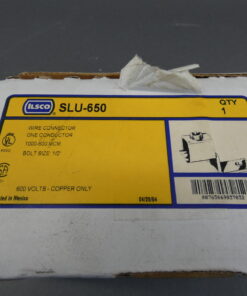 ILSCO SLU-650
QTY
1
WIRE CONNECTOR
ONE CONDUCTOR
1000-500 MCM
BOLT SIZE: 1/2"
UL
600 VOLTS - COPPER ONLY
in Mexico